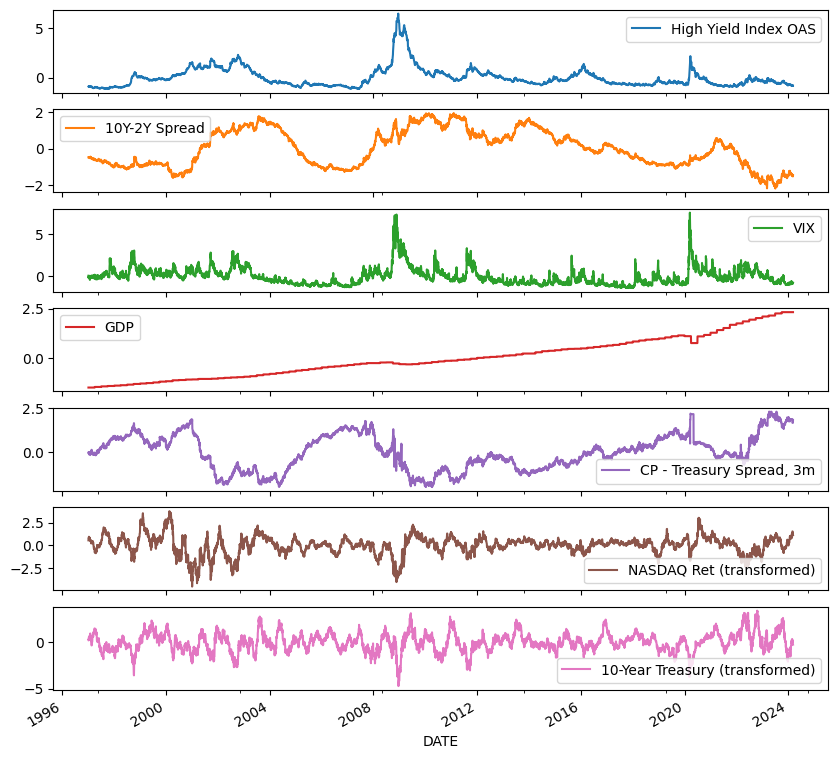 5
0
High Yield Index OAS
2
0
−2
10Y-2Y Spread
5
0
VIX
2.5
0.0
GDP
2.5
0.0
CP - Treasury Spread, 3m
2.5
0.0
−2.5
NASDAQ Ret (transformed)
0
−5
10-Year Treasury (transformed)
1996 2000 2004 2008 2012 2016 2020 2024
DATE